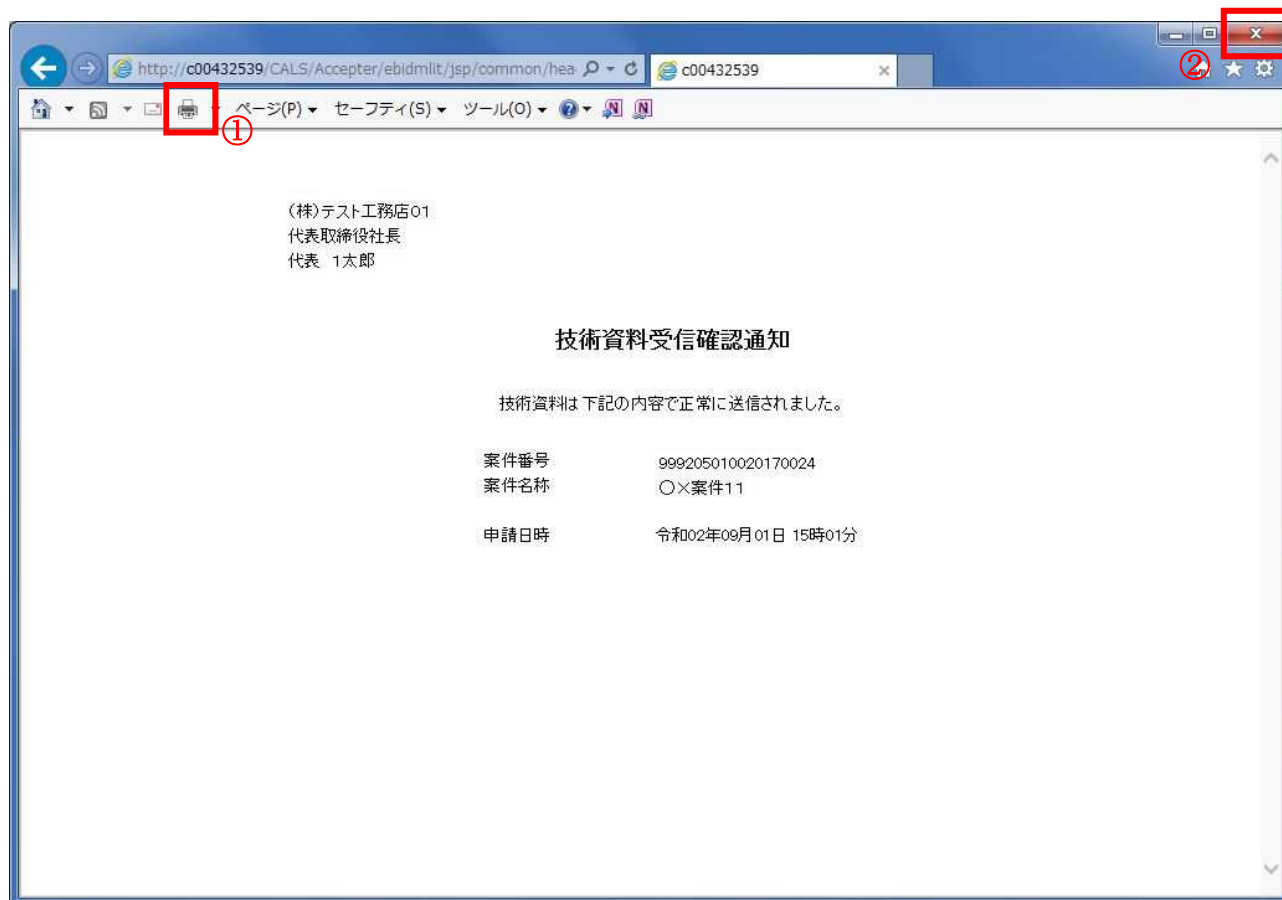 http://c00432539/CALS/Accepter/ebidmlit/jsp/common/hea
c00432539
②
ページ(P) セーフティ(S) ツール(O)
①
(株)テスト工務店01
代表取締役社長
代表 1太郎
技術資料受信確認通知
技術資料は下記の内容で正常に送信されました。
案件番号 999205010020170024
案件名称 ○×案件11
申請日時 令和02年09月01日 15時01分